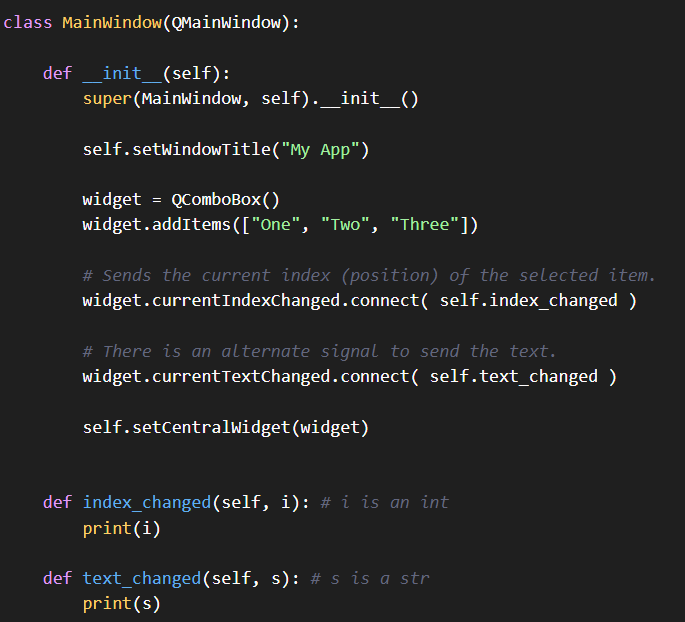 class MainWindow(QMainWindow):
def __init__(self):
super(MainWindow, self).__init__()
self.setWindowTitle("My App")
widget = QComboBox()
widget.addItems(["One", "Two", "Three"])
# Sends the current index (position) of the selected item.
widget.currentIndexChanged.connect( self.index_changed )
# There is an alternate signal to send the text.
widget.currentTextChanged.connect( self.text_changed )
self.setCentralWidget(widget)
def index_changed(self, i): # i is an int
print(i)
def text_changed(self, s): # s is a str
print(s)